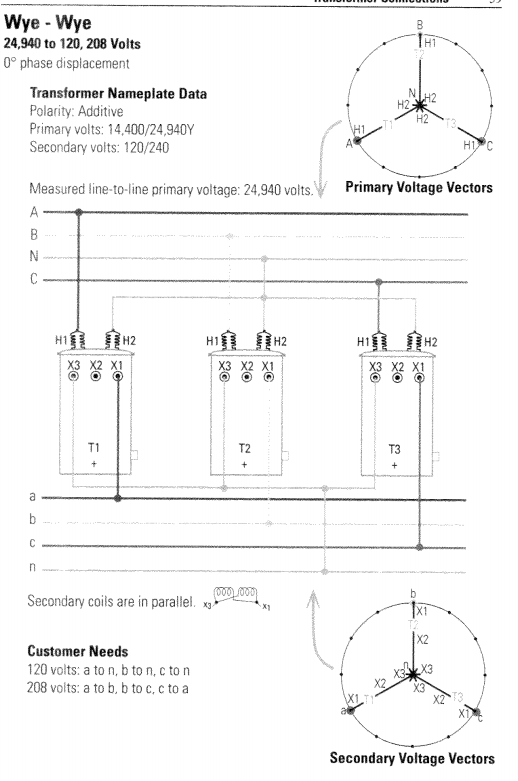 Transformer Connections 59
Wye - Wye
24,940 to 120, 208 Volts
0° phase displacement
Transformer Nameplate Data
Polarity: Additive
Primary volts: 14,400/24,940Y
Secondary volts: 120/240
Measured line-to-line primary voltage: 24,940 volts.
B
H1
T2
N
H2 H2
H2
T1 T3
H1 H1
A C
Primary Voltage Vectors
A
B
N
C
H1 H2 H1 H2 H1 H2
X3 X2 X1 X3 X2 X1 X3 X2 X1
T1 T2 T3
+ + +
a
b
c
n
Secondary coils are in parallel. X3 X1
Customer Needs
120 volts: a to n, b to n, c to n
208 volts: a to b, b to c, c to a
b
X1
T2
X2
n
X3 X3
X3
X2 X2
X1 T1 T3 X1
a c
Secondary Voltage Vectors